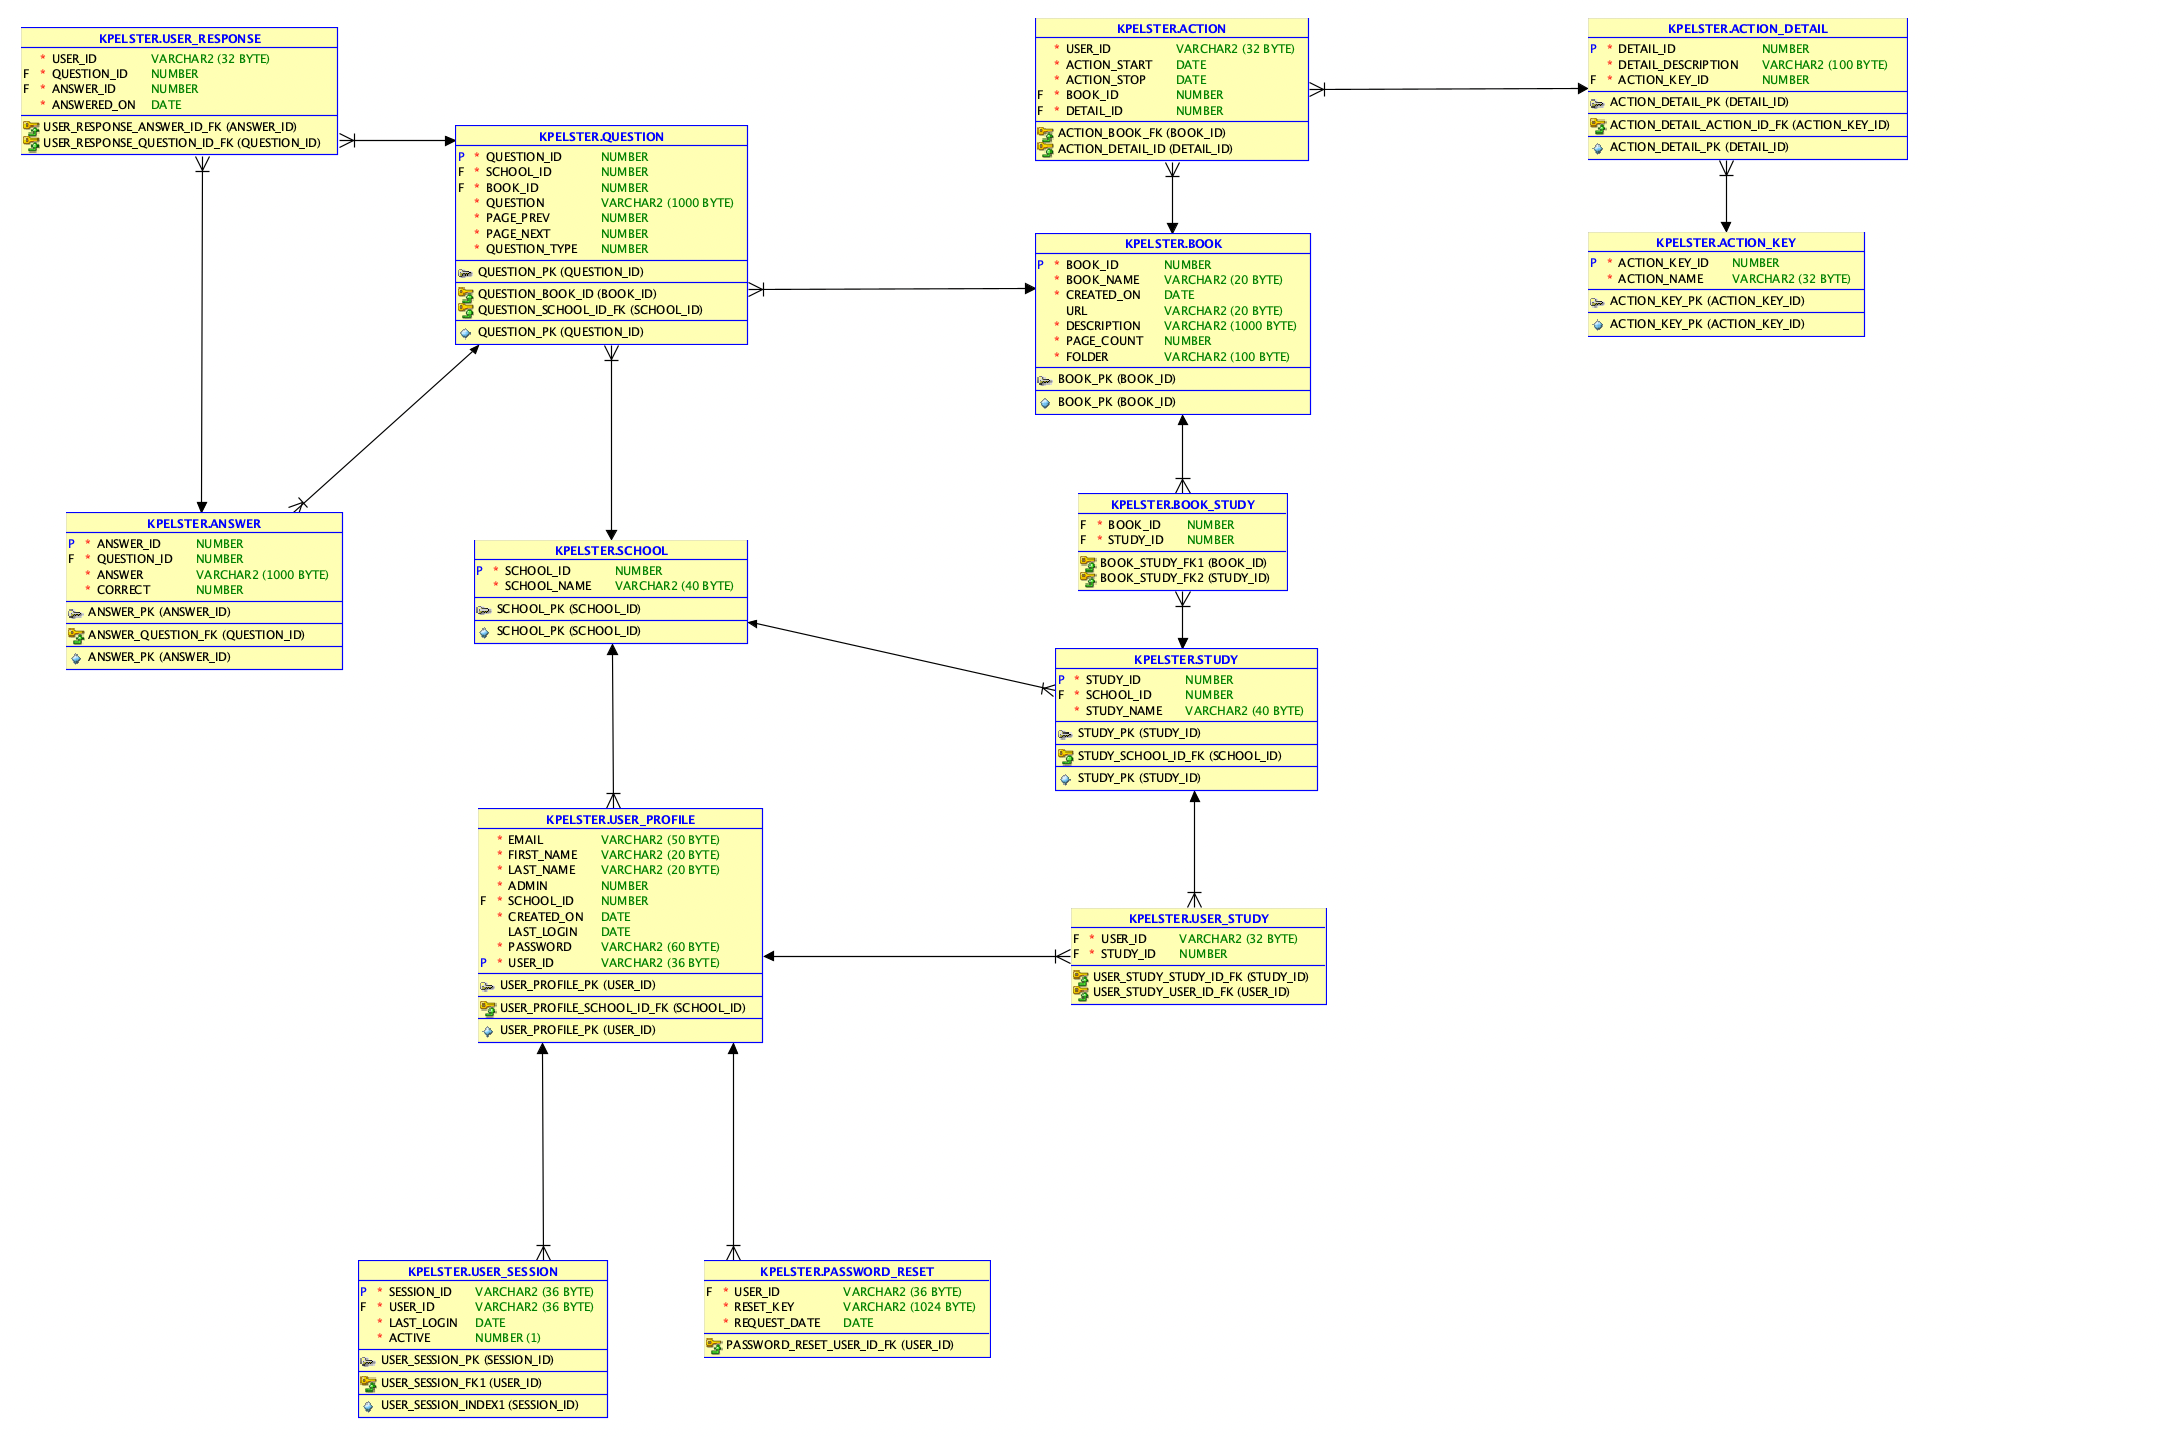 KPELSTER.USER_RESPONSE
* USER_ID VARCHAR2 (32 BYTE)
F * QUESTION_ID NUMBER
F * ANSWER_ID NUMBER
* ANSWERED_ON DATE
USER_RESPONSE_ANSWER_ID_FK (ANSWER_ID)
USER_RESPONSE_QUESTION_ID_FK (QUESTION_ID)
KPELSTER.QUESTION
P * QUESTION_ID NUMBER
F * SCHOOL_ID NUMBER
F * BOOK_ID NUMBER
* QUESTION VARCHAR2 (1000 BYTE)
* PAGE_PREV NUMBER
* PAGE_NEXT NUMBER
* QUESTION_TYPE NUMBER
QUESTION_PK (QUESTION_ID)
QUESTION_BOOK_ID (BOOK_ID)
QUESTION_SCHOOL_ID_FK (SCHOOL_ID)
QUESTION_PK (QUESTION_ID)
KPELSTER.ACTION
* USER_ID VARCHAR2 (32 BYTE)
* ACTION_START DATE
* ACTION_STOP DATE
F * BOOK_ID NUMBER
F * DETAIL_ID NUMBER
ACTION_BOOK_FK (BOOK_ID)
ACTION_DETAIL_ID (DETAIL_ID)
KPELSTER.ACTION_DETAIL
P * DETAIL_ID NUMBER
* DETAIL_DESCRIPTION VARCHAR2 (100 BYTE)
F * ACTION_KEY_ID NUMBER
ACTION_DETAIL_PK (DETAIL_ID)
ACTION_DETAIL_ACTION_ID_FK (ACTION_KEY_ID)
ACTION_DETAIL_PK (DETAIL_ID)
KPELSTER.BOOK
P * BOOK_ID NUMBER
* BOOK_NAME VARCHAR2 (20 BYTE)
* CREATED_ON DATE
URL VARCHAR2 (20 BYTE)
* DESCRIPTION VARCHAR2 (1000 BYTE)
* PAGE_COUNT NUMBER
* FOLDER VARCHAR2 (100 BYTE)
BOOK_PK (BOOK_ID)
BOOK_PK (BOOK_ID)
KPELSTER.ACTION_KEY
P * ACTION_KEY_ID NUMBER
* ACTION_NAME VARCHAR2 (32 BYTE)
ACTION_KEY_PK (ACTION_KEY_ID)
ACTION_KEY_PK (ACTION_KEY_ID)
KPELSTER.ANSWER
P * ANSWER_ID NUMBER
F * QUESTION_ID NUMBER
* ANSWER VARCHAR2 (1000 BYTE)
* CORRECT NUMBER
ANSWER_PK (ANSWER_ID)
ANSWER_QUESTION_FK (QUESTION_ID)
ANSWER_PK (ANSWER_ID)
KPELSTER.SCHOOL
P * SCHOOL_ID NUMBER
* SCHOOL_NAME VARCHAR2 (40 BYTE)
SCHOOL_PK (SCHOOL_ID)
SCHOOL_PK (SCHOOL_ID)
KPELSTER.BOOK_STUDY
F * BOOK_ID NUMBER
F * STUDY_ID NUMBER
BOOK_STUDY_FK1 (BOOK_ID)
BOOK_STUDY_FK2 (STUDY_ID)
KPELSTER.STUDY
P * STUDY_ID NUMBER
F * SCHOOL_ID NUMBER
* STUDY_NAME VARCHAR2 (40 BYTE)
STUDY_PK (STUDY_ID)
STUDY_SCHOOL_ID_FK (SCHOOL_ID)
STUDY_PK (STUDY_ID)
KPELSTER.USER_PROFILE
* EMAIL VARCHAR2 (50 BYTE)
* FIRST_NAME VARCHAR2 (20 BYTE)
* LAST_NAME VARCHAR2 (20 BYTE)
* ADMIN NUMBER
F * SCHOOL_ID NUMBER
* CREATED_ON DATE
LAST_LOGIN DATE
* PASSWORD VARCHAR2 (60 BYTE)
P * USER_ID VARCHAR2 (36 BYTE)
USER_PROFILE_PK (USER_ID)
USER_PROFILE_SCHOOL_ID_FK (SCHOOL_ID)
USER_PROFILE_PK (USER_ID)
KPELSTER.USER_STUDY
F * USER_ID VARCHAR2 (32 BYTE)
F * STUDY_ID NUMBER
USER_STUDY_STUDY_ID_FK (STUDY_ID)
USER_STUDY_USER_ID_FK (USER_ID)
KPELSTER.USER_SESSION
P * SESSION_ID VARCHAR2 (36 BYTE)
F * USER_ID VARCHAR2 (36 BYTE)
* LAST_LOGIN DATE
* ACTIVE NUMBER (1)
USER_SESSION_PK (SESSION_ID)
USER_SESSION_FK1 (USER_ID)
USER_SESSION_INDEX1 (SESSION_ID)
KPELSTER.PASSWORD_RESET
F * USER_ID VARCHAR2 (36 BYTE)
* RESET_KEY VARCHAR2 (1024 BYTE)
* REQUEST_DATE DATE
PASSWORD_RESET_USER_ID_FK (USER_ID)